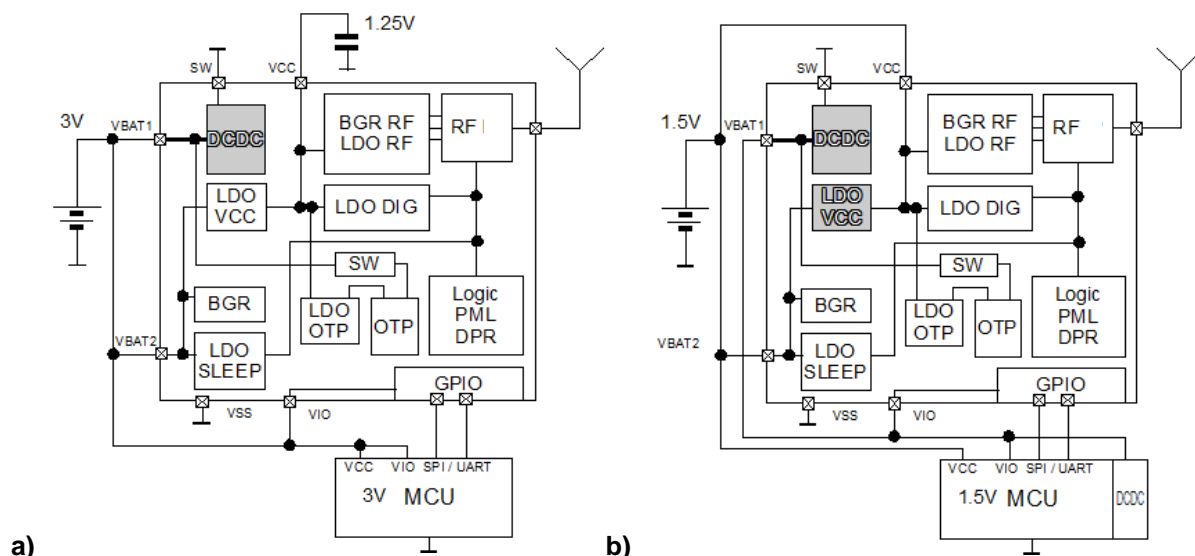 1.25V
SW
VCC
3V
VBAT1
DCDC
BGR RF
LDO RF
RF
LDO
VCC
LDO DIG
SW
BGR
LDO
OTP
OTP
Logic
PML
DPR
VBAT2
LDO
SLEEP
GPIO
VSS
VIO
VCC
VIO
SPI / UART
3V MCU
a)
SW
VCC
1.5V
VBAT1
DCDC
BGR RF
LDO RF
RF
LDO
VCC
LDO DIG
SW
BGR
LDO
OTP
OTP
Logic
PML
DPR
VBAT2
LDO
SLEEP
GPIO
VSS
VIO
VCC
VIO
SPI / UART
1.5V MCU
DCDC
b)